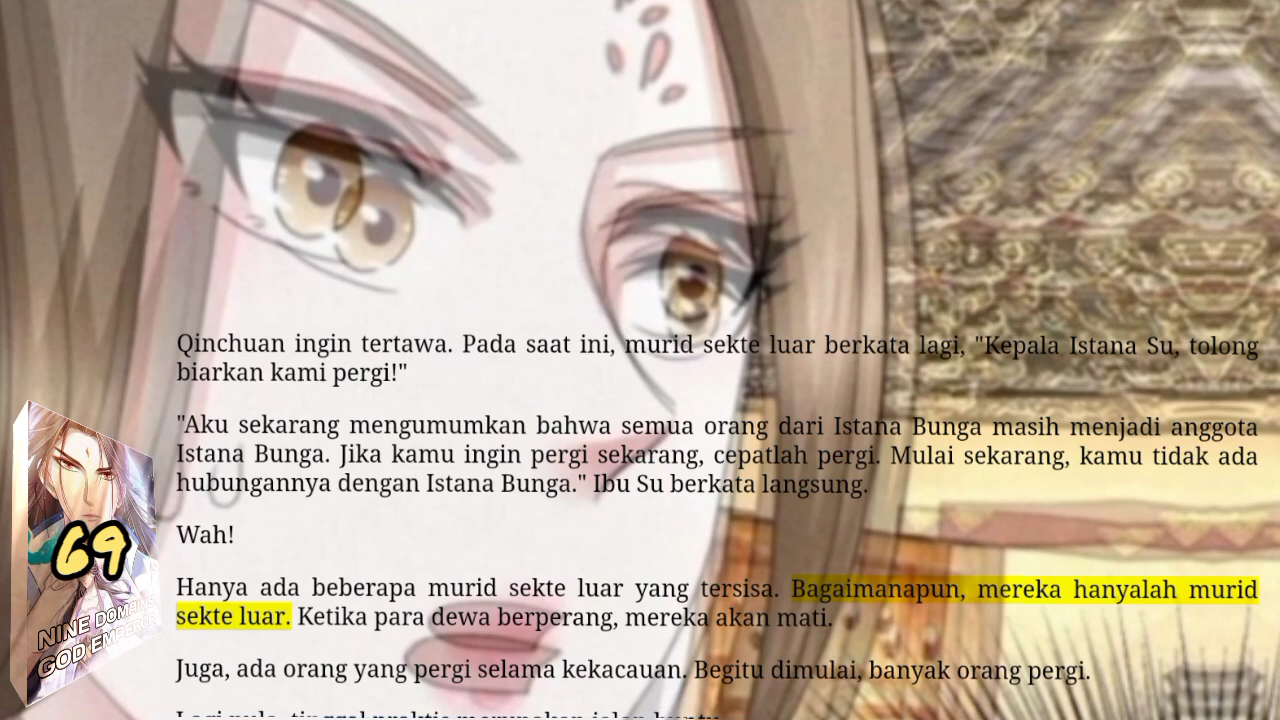 Qinchuan ingin tertawa. Pada saat ini, murid sekte luar berkata lagi, "Kepala Istana Su, tolong
biarkan kami pergi!"
"Aku sekarang mengumumkan bahwa semua orang dari Istana Bunga masih menjadi anggota
Istana Bunga. Jika kamu ingin pergi sekarang, cepatlah pergi. Mulai sekarang, kamu tidak ada
hubungannya dengan Istana Bunga." Ibu Su berkata langsung.
Wah!
Hanya ada beberapa murid sekte luar yang tersisa. Bagaimanapun, mereka hanyalah murid
sekte luar. Ketika para dewa berperang, mereka akan mati.
Juga, ada orang yang pergi selama kekacauan. Begitu dimulai, banyak orang pergi.
69
NINE DOMAINS
GOD EMPEROR